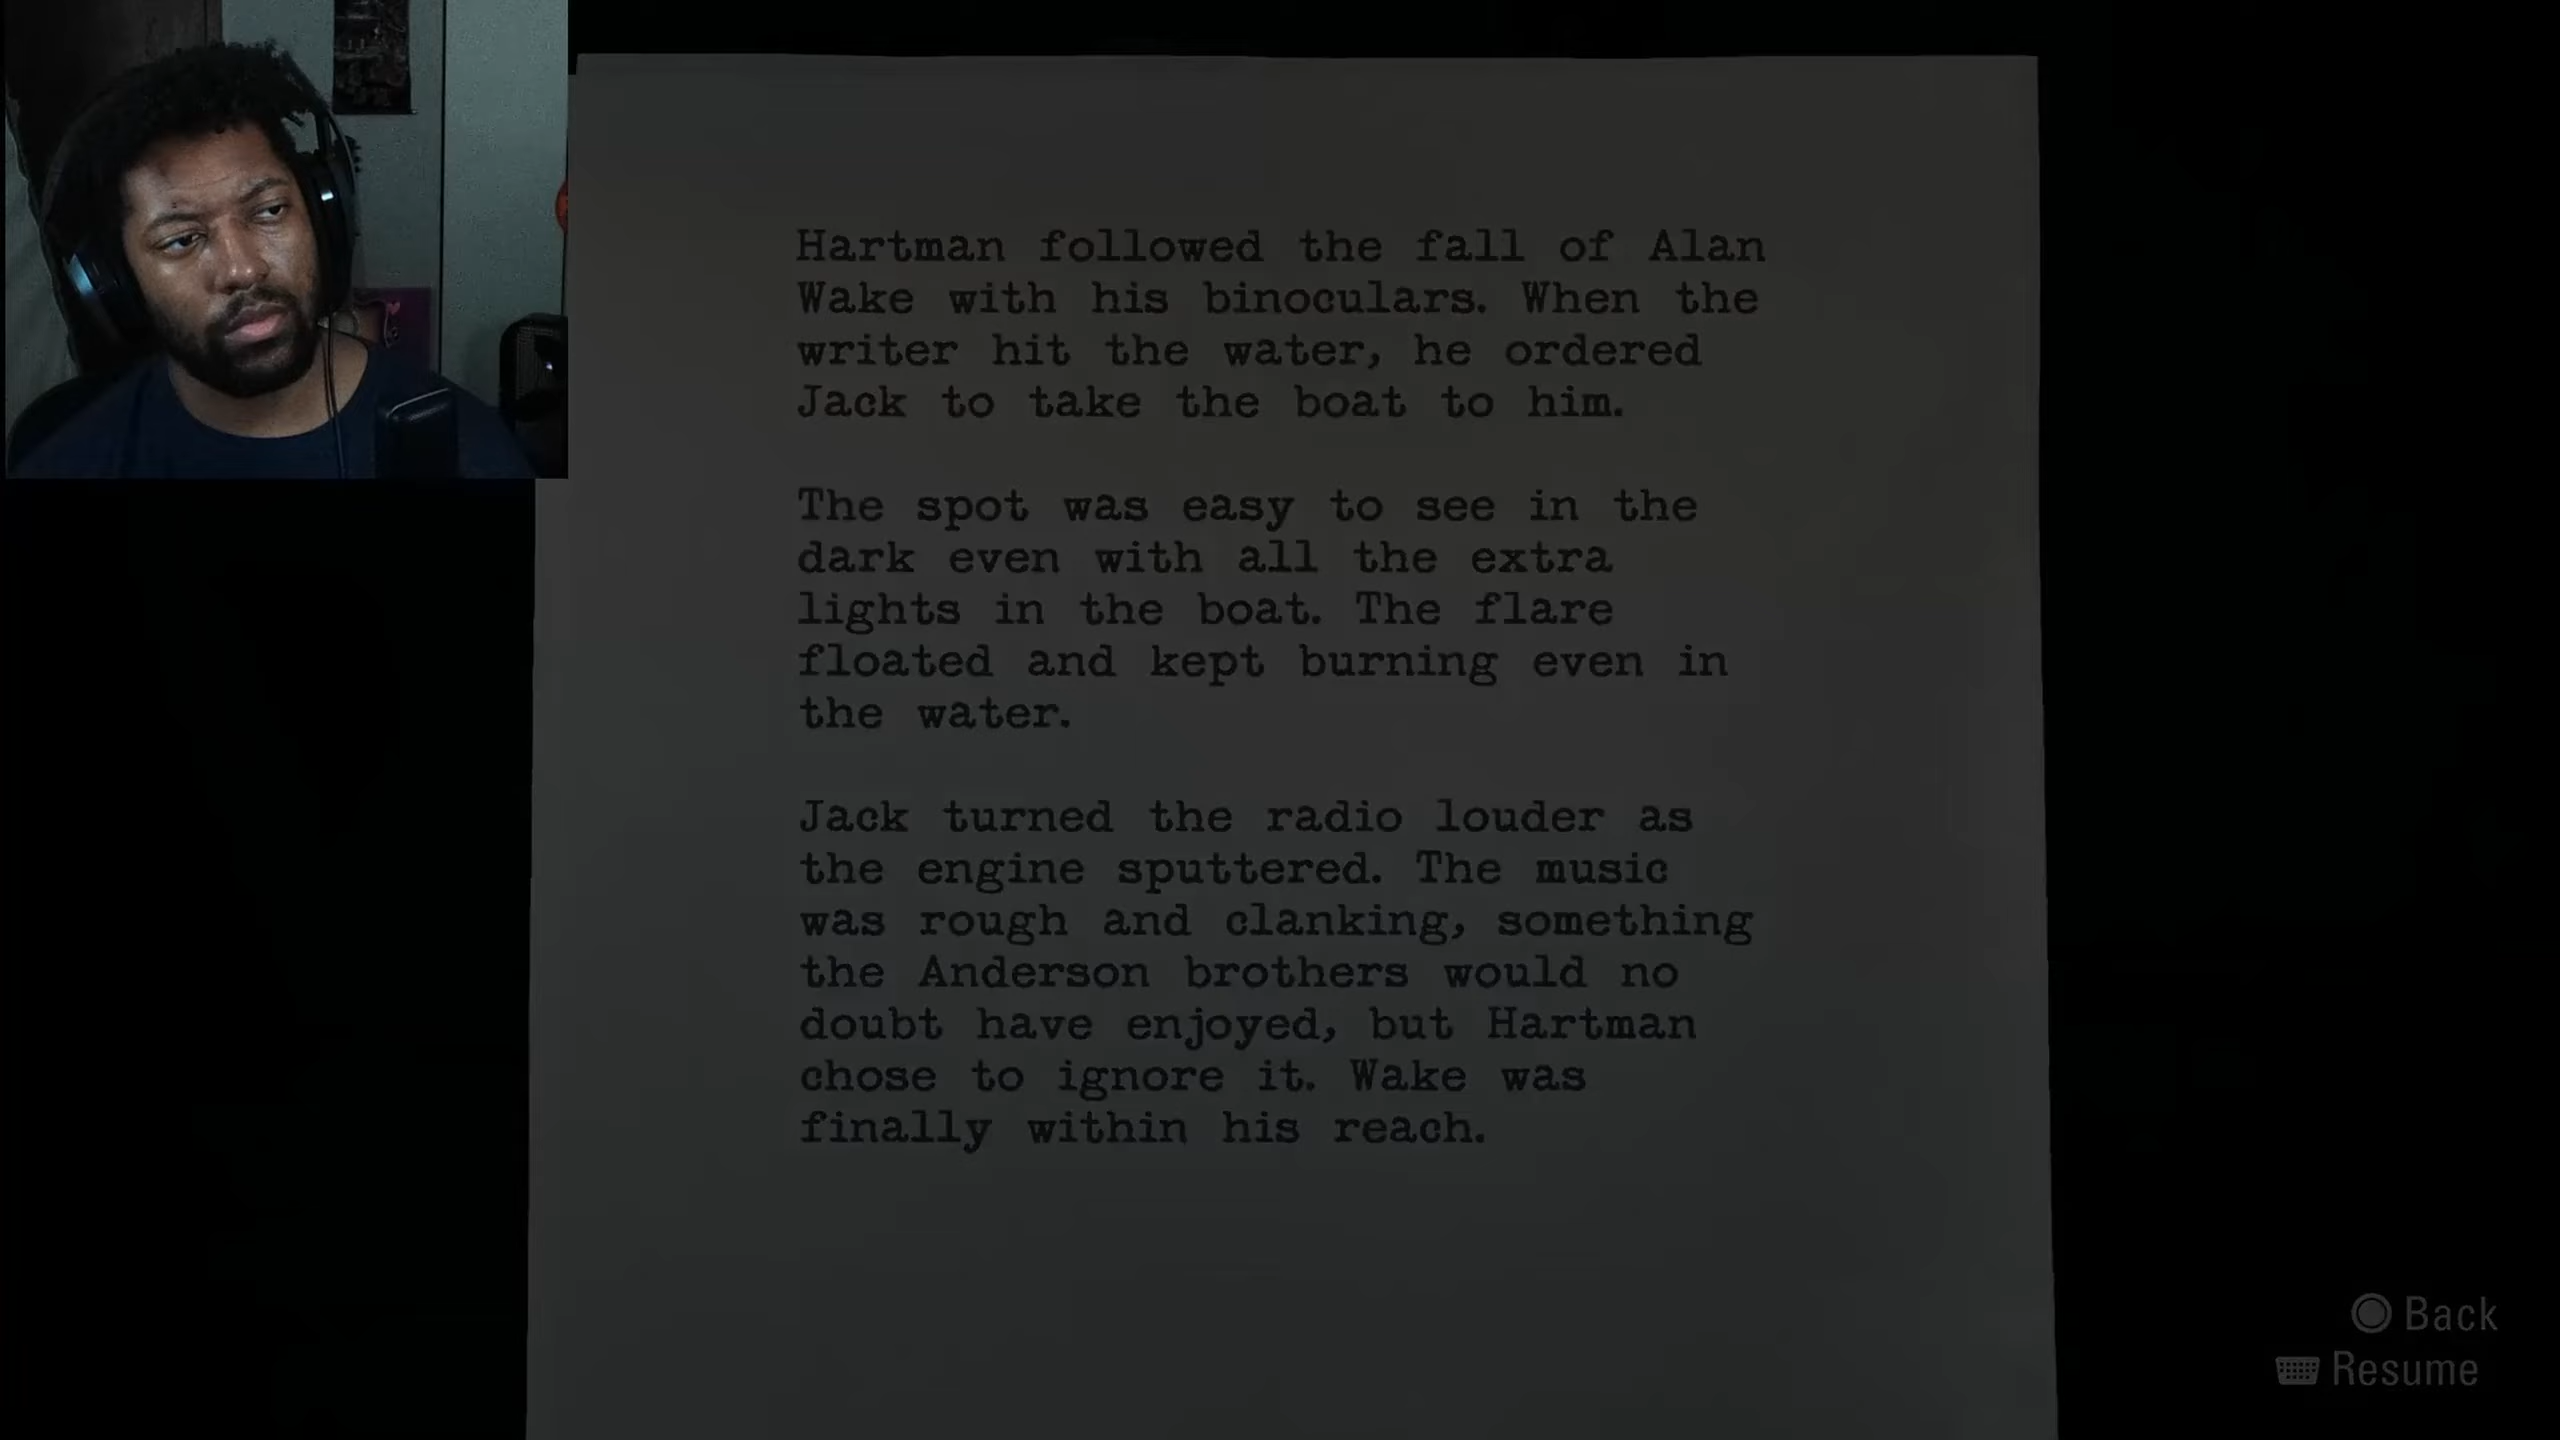 Hartman followed the fall of Alan
Wake with his binoculars. When the
writer hit the water, he ordered
Jack to take the boat to him.
The spot was easy to see in the
dark even with all the extra
lights in the boat. The flare
floated and kept burning even in
the water.
Jack turned the radio louder as
the engine sputtered. The music
was rough and clanking, something
the Anderson brothers would no
doubt have enjoyed, but Hartman
chose to ignore it. Wake was
finally within his reach.
Back
Resume